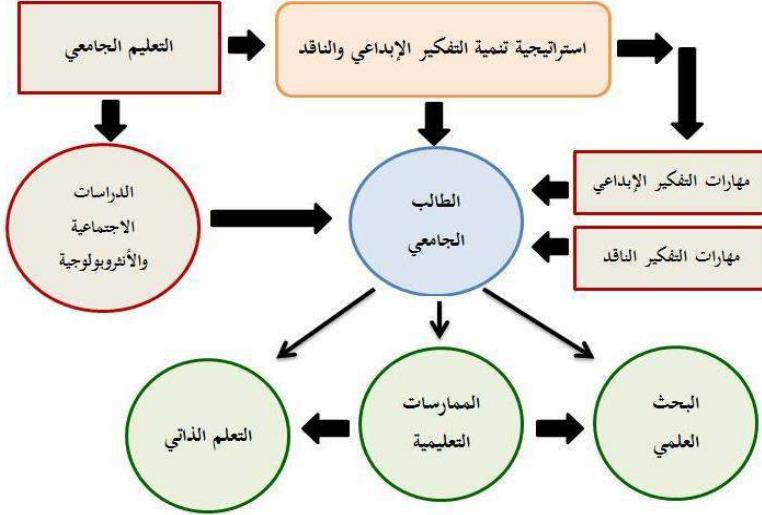 التعليم الجامعي
استراتيجية تنمية التفكير الإبداعي والناقد
مهارات التفكير الإبداعي
مهارات التفكير الناقد
الطالب
الجامعي
الدراسات
الاجتماعية
والأنثروبولوجية
البحث
العلمي
الممارسات
التعليمية
التعلم الذاتي